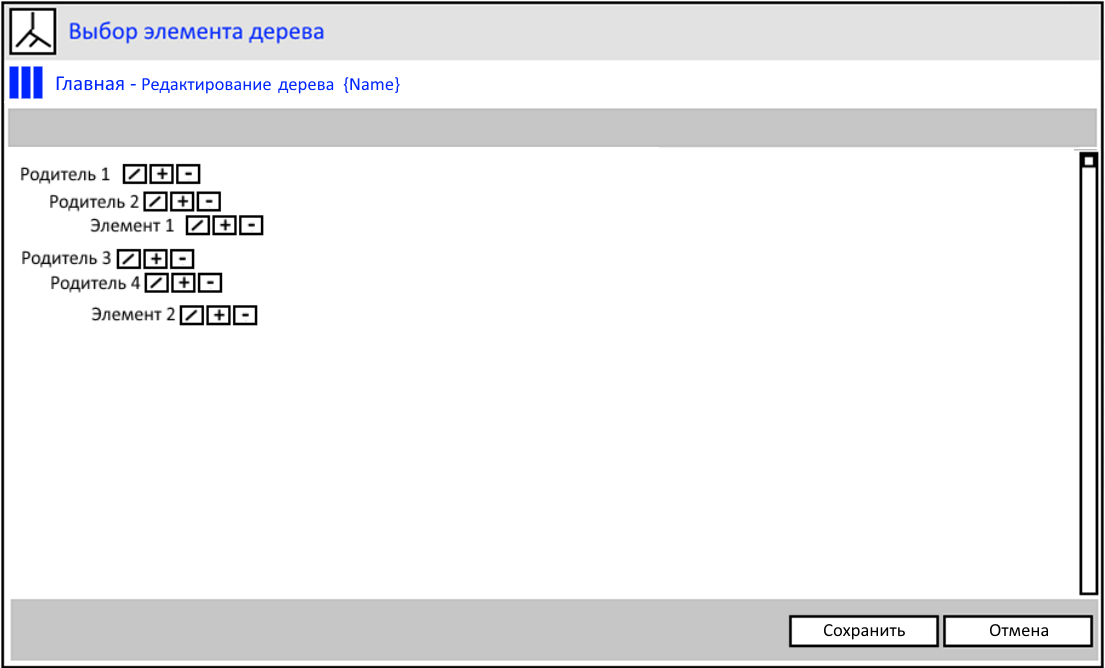 Выбор элемента дерева
Главная - Редактирование дерева {Name}
Родитель 1 / + -
Родитель 2 / + -
Элемент 1 / + -
Родитель 3 / + -
Родитель 4 / + -
Элемент 2 / + -
Сохранить Отмена